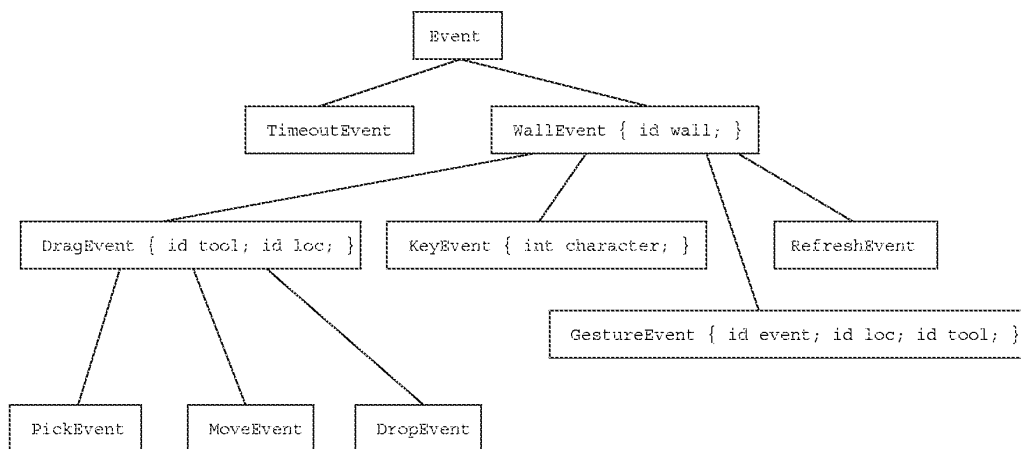 Event
TimeoutEvent
WallEvent { id wall; }
DragEvent { id tool; id loc; }
KeyEvent { int character; }
RefreshEvent
GestureEvent { id event; id loc; id tool; }
PickEvent
MoveEvent
DropEvent